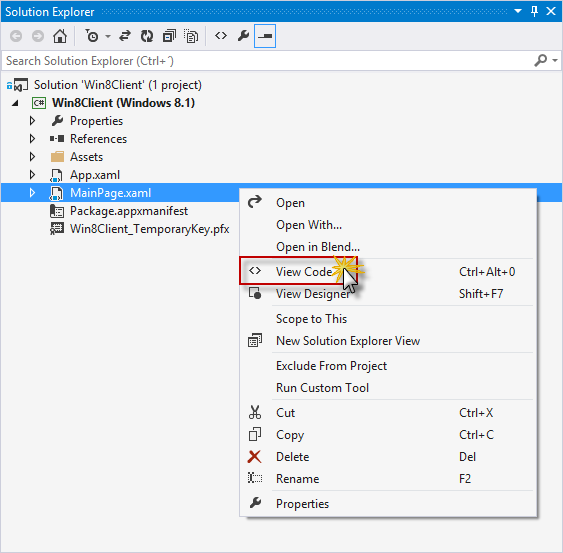 Solution Explorer
Search Solution Explorer (Ctrl+´)
Solution 'Win8Client' (1 project)
C# Win8Client (Windows 8.1)
Properties
References
Assets
App.xaml
MainPage.xaml
Package.appxmanifest
Win8Client_TemporaryKey.pfx
Open
Open With...
Open in Blend...
View Code Ctrl+Alt+0
View Designer Shift+F7
Scope to This
New Solution Explorer View
Exclude From Project
Run Custom Tool
Cut Ctrl+X
Copy Ctrl+C
Delete Del
Rename F2
Properties